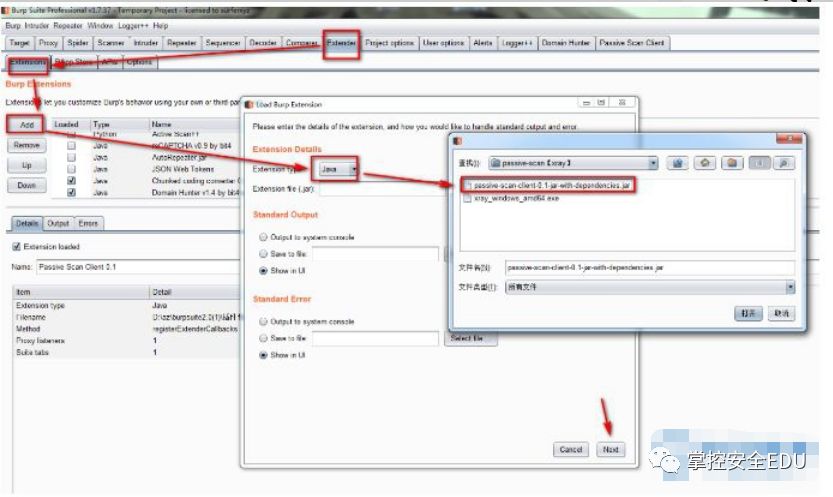 Burp Suite Professional v1.7.37 - Temporary Project - licensed to surferxyz
Burp Intruder Repeater Window Logger++ Help
Target Proxy Spider Scanner Intruder Repeater Sequencer Decoder Comparer Extender Project options User options Alerts Logger++ Domain Hunter Passive Scan Client
Extensions BApp Store APIs Options
Burp Extensions
Extensions let you customize Burp's behavior using your own or third-par
Add Loaded Type Name
Python Active Scan++
Remove Java reCAPTCHA v0.9 by bit4
Java AutoRepeater.jar
Up Java JSON Web Tokens
Java Chunked coding converter 0
Down Java Domain Hunter v1.4 by bit4
Details Output Errors
Extension loaded
Name: Passive Scan Client 0.1
Item Detail
Extension type Java
Filename
Method registerExtenderCallbacks
Proxy listeners 1
Suite tabs 1
Load Burp Extension
Please enter the details of the extension, and how you would like to handle standard output and error.
Extension Details
Extension type: Java
Extension file (.jar):
Standard Output
Output to system console
Save to file:
Show in UI
Standard Error
Output to system console
Save to file: Select file ...
Show in UI
Cancel Next
查找(I): passive-scan【xray】
passive-scan-client-0.1-jar-with-dependencies.jar
xray_windows_amd64.exe
文件名(N): passive-scan-client-0.1-jar-with-dependencies.jar
文件类型(T): 所有文件
打开 取消
掌控安全EDU